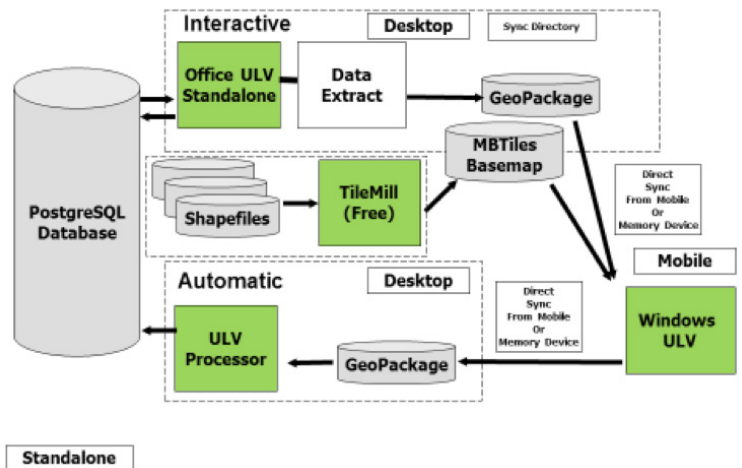 Interactive
Desktop
Sync Directory
Office ULV
Standalone
Data
Extract
GeoPackage
MBTiles
Basemap
PostgreSQL
Database
Shapefiles
TileMill
(Free)
Direct
Sync
From Mobile
Or
Memory Device
Mobile
Automatic
Desktop
Direct
Sync
From Mobile
Or
Memory Device
Windows
ULV
ULV
Processor
GeoPackage
Standalone